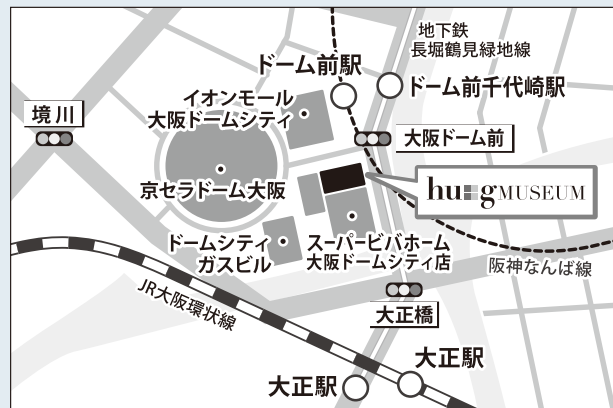 地下鉄
長堀鶴見緑地線
ドーム前駅
ドーム前千代崎駅
イオンモール
大阪ドームシティ
境川
大阪ドーム前
京セラドーム大阪
hu+gMUSEUM
ドームシティ
ガスビル
スーパービバホーム
大阪ドームシティ店
阪神なんば線
JR大阪環状線
大正橋
大正駅
大正駅